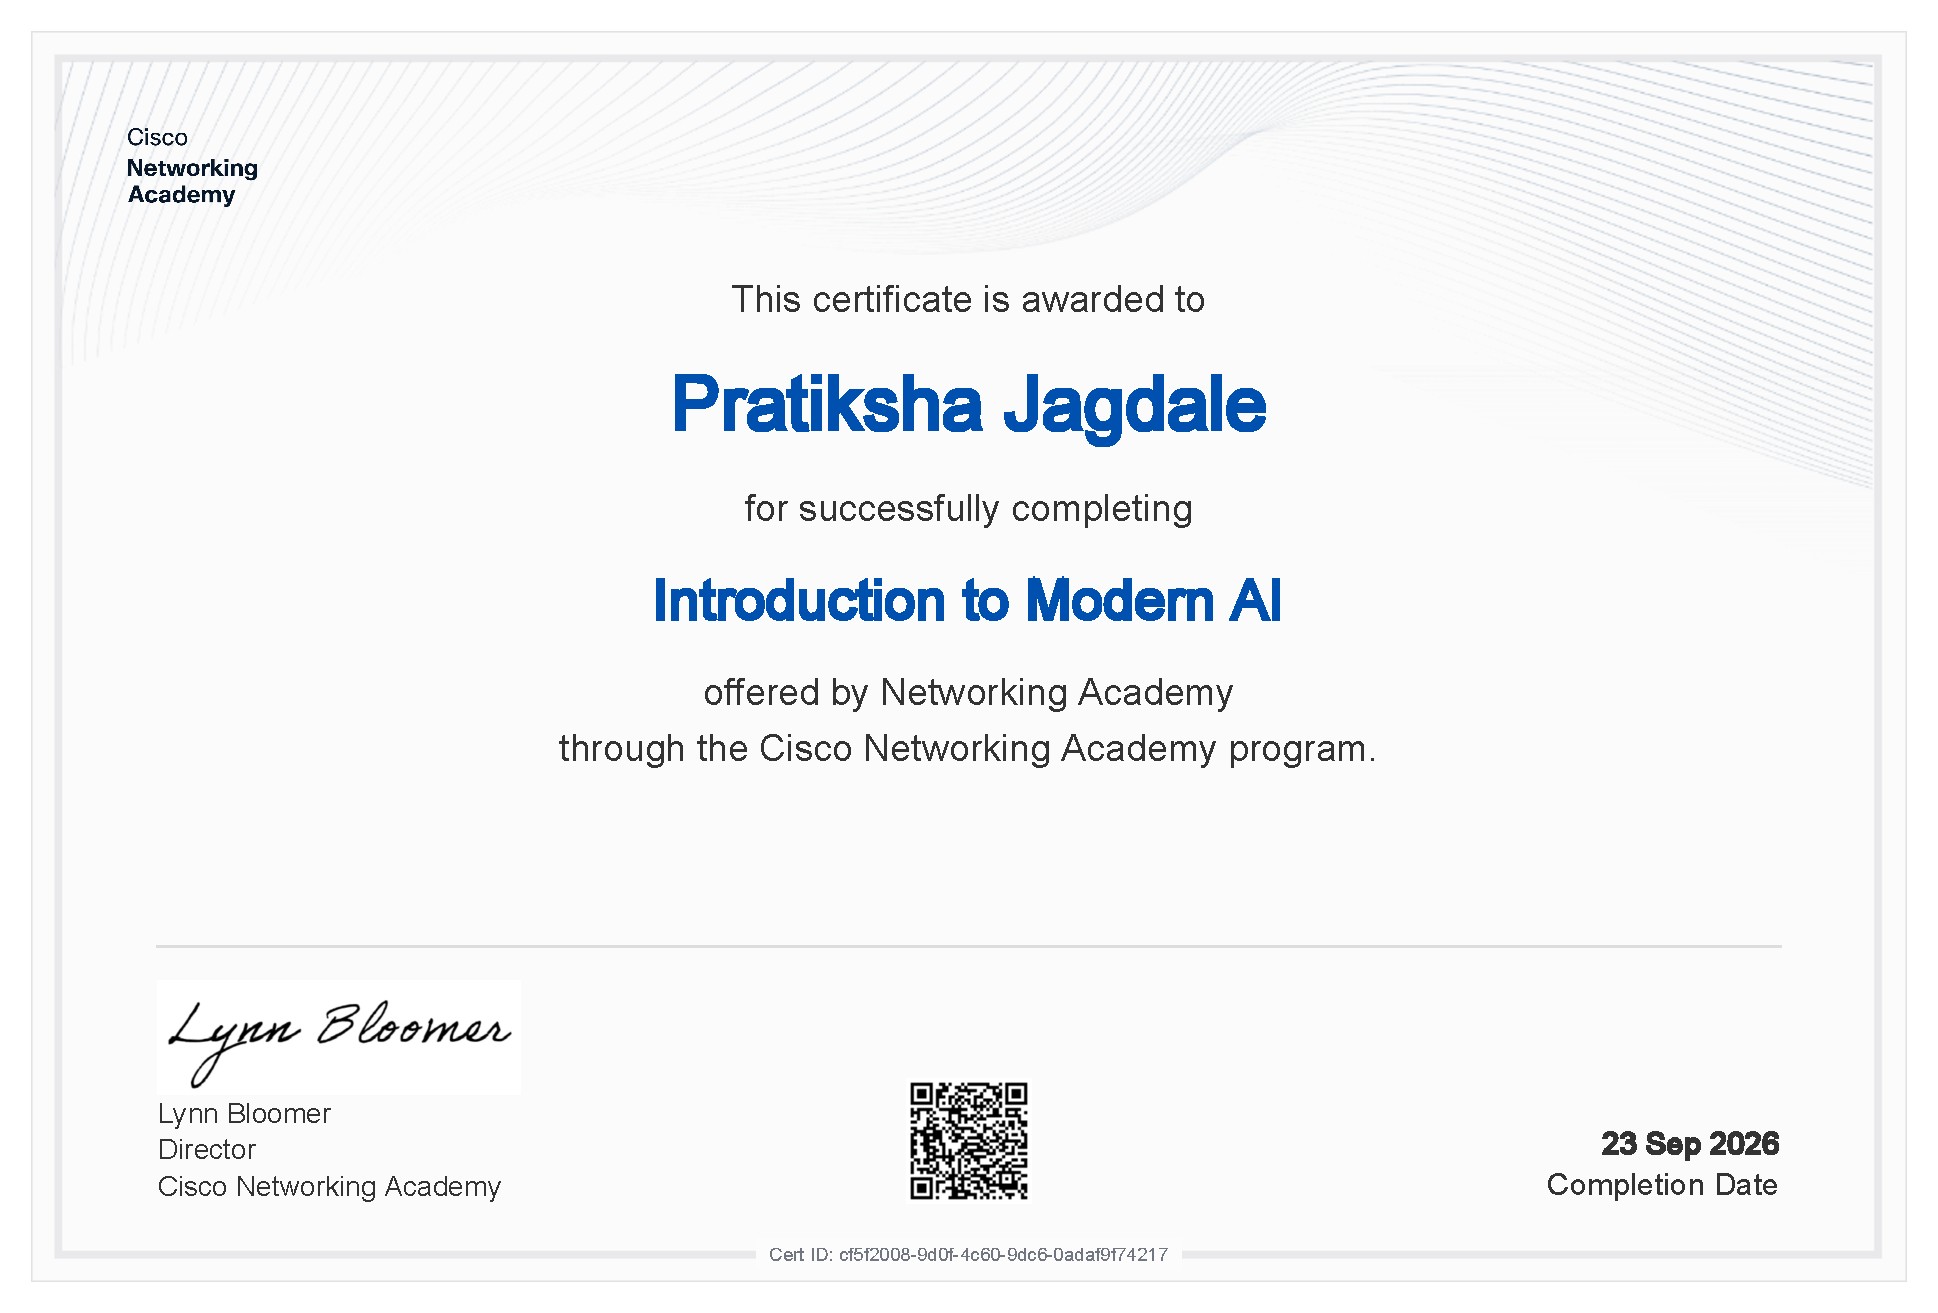 Cisco
Networking
Academy
This certificate is awarded to
Pratiksha Jagdale
for successfully completing
Introduction to Modern AI
offered by Networking Academy
through the Cisco Networking Academy program.
Lynn Bloomer
Lynn Bloomer
Director
Cisco Networking Academy
23 Sep 2026
Completion Date
Cert ID: cf5f2008-9d0f-4c60-9dc6-0adaf9f74217